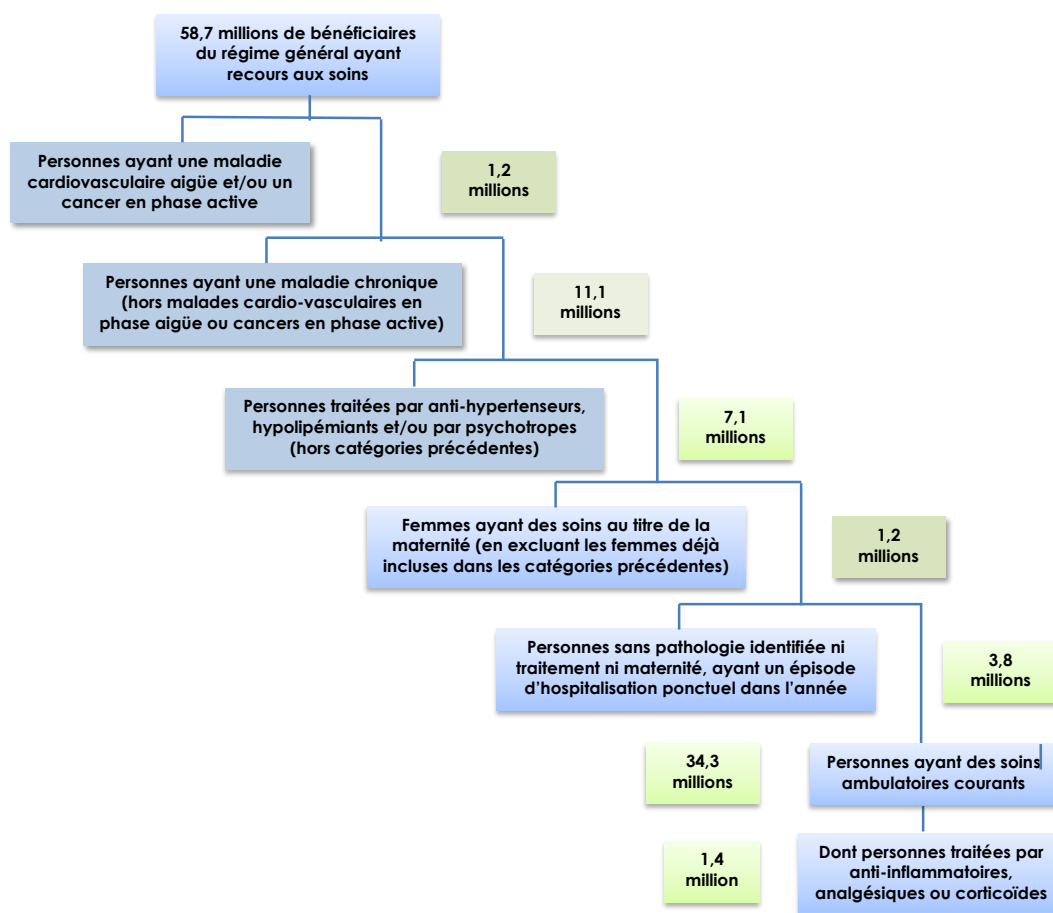 58,7 millions de bénéficiaires
du régime général ayant
recours aux soins
Personnes ayant une maladie
cardiovasculaire aigüe et/ou un
cancer en phase active
1,2
millions
Personnes ayant une maladie chronique
(hors malades cardio-vasculaires en
phase aigüe ou cancers en phase active)
11,1
millions
Personnes traitées par anti-hypertenseurs,
hypolipémiants et/ou par psychotropes
(hors catégories précédentes)
7,1
millions
Femmes ayant des soins au titre de la
maternité (en excluant les femmes déjà
incluses dans les catégories précédentes)
1,2
millions
Personnes sans pathologie identifiée ni
traitement ni maternité, ayant un épisode
d’hospitalisation ponctuel dans l’année
3,8
millions
34,3
millions
Personnes ayant des soins
ambulatoires courants
1,4
million
Dont personnes traitées par
anti-inflammatoires,
analgésiques ou corticoïdes